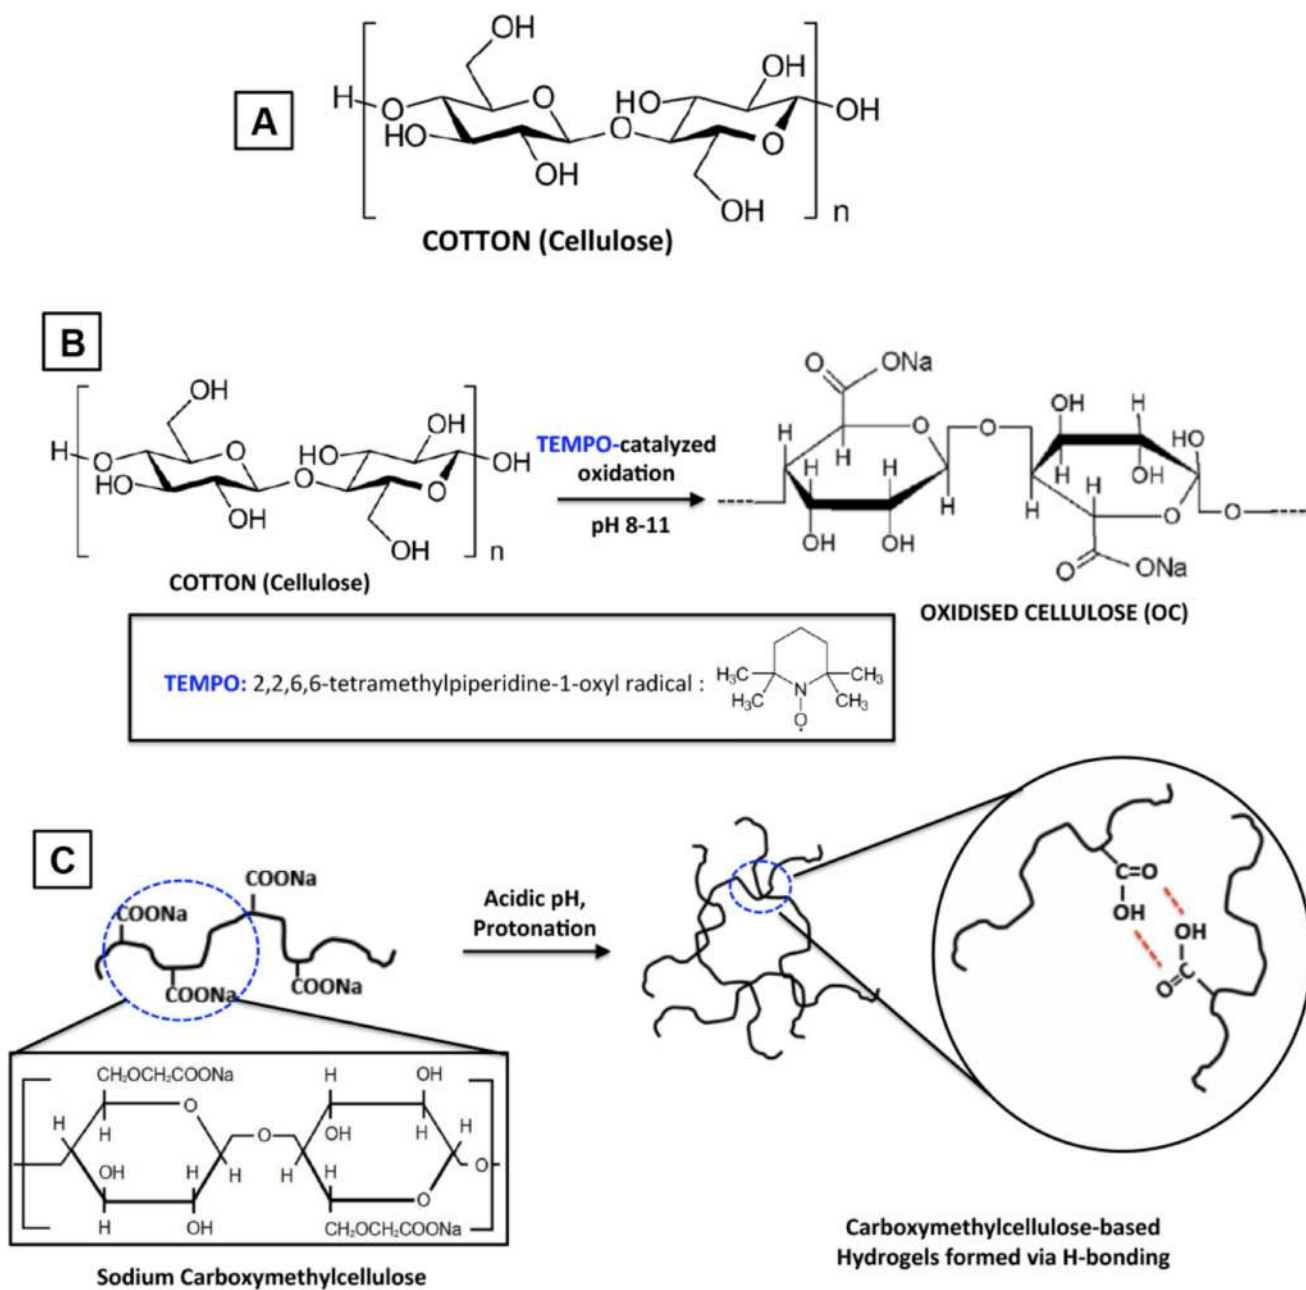 A
OH
H
O
HO
O
OH
O
HO
OH
O
OH
OH
n
COTTON (Cellulose)
B
OH
H
O
HO
O
OH
O
HO
OH
O
OH
OH
n
COTTON (Cellulose)
TEMPO-catalyzed
oxidation
pH 8-11
O
ONa
H
H
O
H
H
H
OH
OH
O
OH
H
HO
H
OH
H
H
O
O
O
ONa
OXIDISED CELLULOSE (OC)
TEMPO: 2,2,6,6-tetramethylpiperidine-1-oxyl radical :
H₃C
CH₃
H₃C
N
CH₃
O
C
COONa
COONa
COONa
COONa
Acidic pH,
Protonation
C=O
OH
OH
C
O
CH₂OCH₂COONa
O
H
H
OH
H
H
H
OH
O
H
OH
OH
H
H
H
H
O
O
CH₂OCH₂COONa
Sodium Carboxymethylcellulose
Carboxymethylcellulose-based
Hydrogels formed via H-bonding